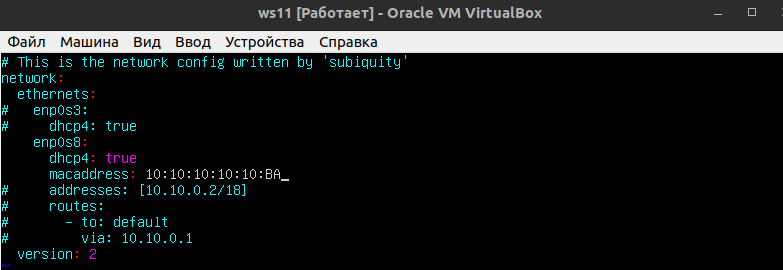 ws11 [Работает] - Oracle VM VirtualBox
Файл Машина Вид Ввод Устройства Справка
# This is the network config written by 'subiquity'
network:
  ethernets:
#   enp0s3:
#     dhcp4: true
    enp0s8:
      dhcp4: true
      macaddress: 10:10:10:10:10:BA_
#     addresses: [10.10.0.2/18]
#     routes:
#       - to: default
#         via: 10.10.0.1
  version: 2
~